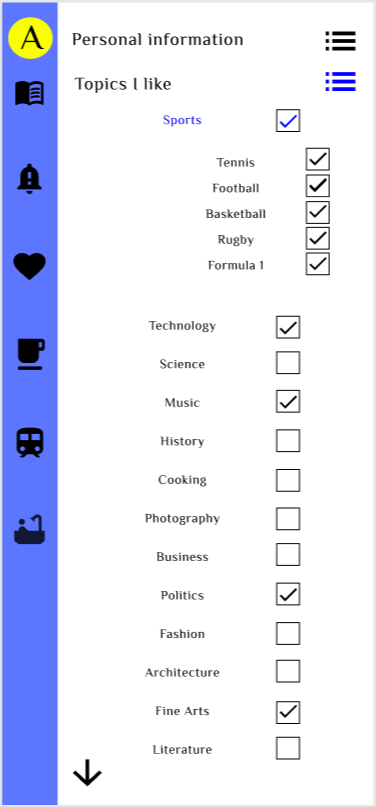 A
Personal information
Topics I like
Sports
Tennis
Football
Basketball
Rugby
Formula 1
Technology
Science
Music
History
Cooking
Photography
Business
Politics
Fashion
Architecture
Fine Arts
Literature